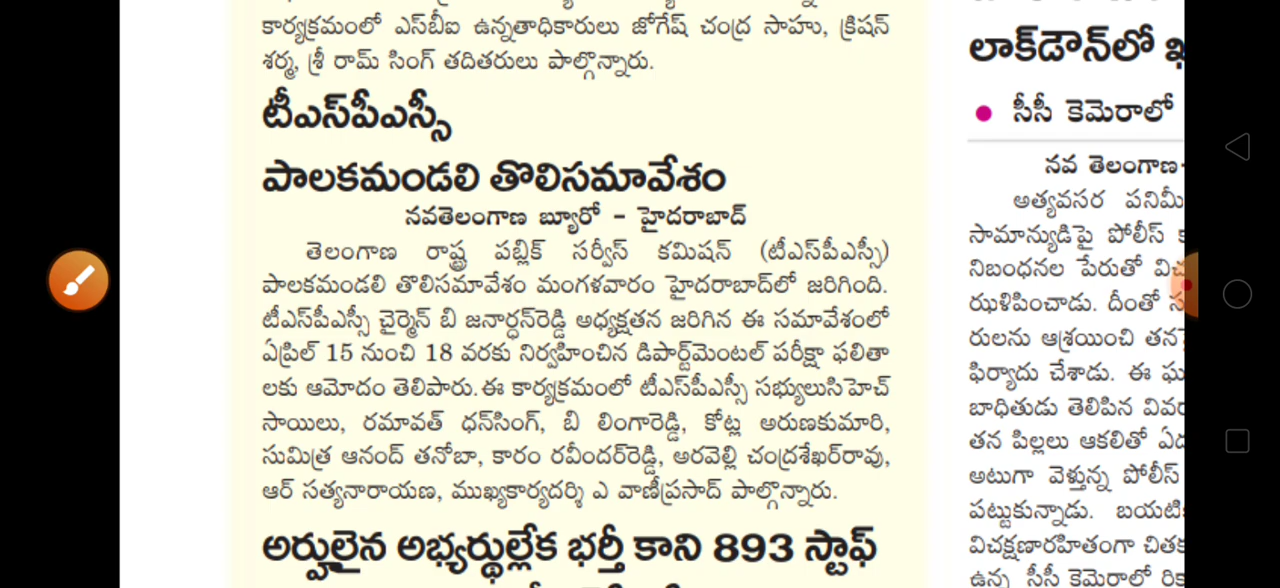 కార్యక్రమంలో ఎస్‌బీఐ ఉన్నతాధికారులు జోగేష్ చంద్ర సాహు, క్రిషన్
శర్మ, శ్రీ రామ్ సింగ్ తదితరులు పాల్గొన్నారు.
టీఎస్‌పీఎస్సీ
పాలకమండలి తొలిసమావేశం
నవతెలంగాణ బ్యూరో - హైదరాబాద్
తెలంగాణ రాష్ట్ర పబ్లిక్ సర్వీస్ కమిషన్ (టీఎస్‌పీఎస్సీ)
పాలకమండలి తొలిసమావేశం మంగళవారం హైదరాబాద్‌లో జరిగింది.
టీఎస్‌పీఎస్సీ చైర్మెన్ బి జనార్ధన్‌రెడ్డి అధ్యక్షతన జరిగిన ఈ సమావేశంలో
ఏప్రిల్ 15 నుంచి 18 వరకు నిర్వహించిన డిపార్ట్‌మెంటల్ పరీక్షా ఫలితా
లకు ఆమోదం తెలిపారు.ఈ కార్యక్రమంలో టీఎస్‌పీఎస్సీ సభ్యులుసిహెచ్
సాయిలు, రమావత్ ధన్‌సింగ్, బి లింగారెడ్డి, కోట్ల అరుణకుమారి,
సుమిత్ర ఆనంద్ తనోబా, కారం రవీందర్‌రెడ్డి, అరవెల్లి చంద్రశేఖర్‌రావు,
ఆర్ సత్యనారాయణ, ముఖ్యకార్యదర్శి ఎ వాణీప్రసాద్ పాల్గొన్నారు.
అర్హులైన అభ్యర్థుల్లేక భర్తీ కాని 893 స్టాఫ్
లాక్‌డౌన్‌లో
● సీసీ కెమెరాలో
నవ తెలంగాణ-
అత్యవసర పనిమీ
సామాన్యుడిపై పోలీస్
నిబంధనల పేరుతో
ఝళిపించాడు. దీంతో
రులను ఆశ్రయించి తన
ఫిర్యాదు చేశాడు. ఈ ఘ
బాధితుడు తెలిపిన వివర
తన పిల్లలు ఆకలితో
అటుగా వెళ్తున్న పోలీస్
పట్టుకున్నాడు. బయటి
విచక్షణారహితంగా చితక
ఉన్న సీసీ కెమెరాలో రిక